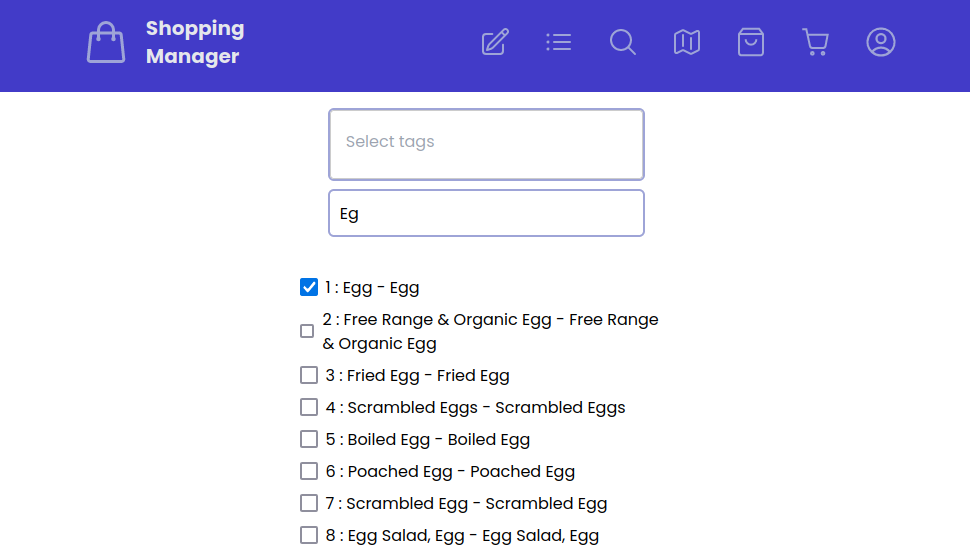 Shopping
Manager
Select tags
Eg
1 : Egg - Egg
2 : Free Range & Organic Egg - Free Range
& Organic Egg
3 : Fried Egg - Fried Egg
4 : Scrambled Eggs - Scrambled Eggs
5 : Boiled Egg - Boiled Egg
6 : Poached Egg - Poached Egg
7 : Scrambled Egg - Scrambled Egg
8 : Egg Salad, Egg - Egg Salad, Egg